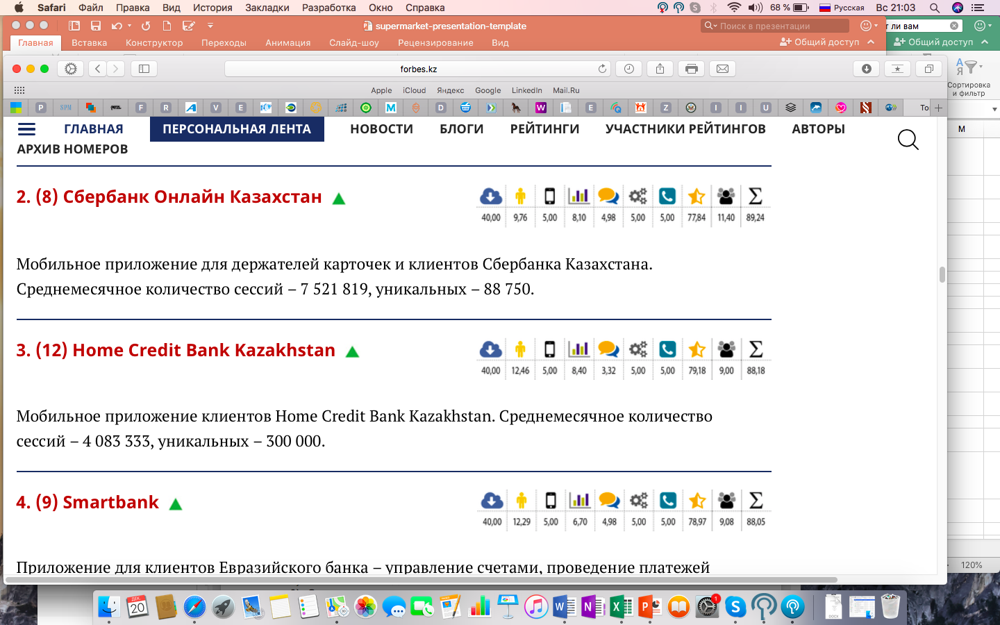 Safari Файл Правка Вид История Закладки Разработка Окно Справка 68 % Русская Вс 21:03
supermarket-presentation-template Поиск в презентации т ли вам
Главная Вставка Конструктор Переходы Анимация Слайд-шоу Рецензирование Вид Общий доступ Общий доступ
forbes.kz
Сортировка
и фильтр
Apple iCloud Яндекс Google LinkedIn Mail.Ru
P SPM F R A V E M D W E Z I I U То
ГЛАВНАЯ ПЕРСОНАЛЬНАЯ ЛЕНТА НОВОСТИ БЛОГИ РЕЙТИНГИ УЧАСТНИКИ РЕЙТИНГОВ АВТОРЫ
M
АРХИВ НОМЕРОВ
2. (8) Сбербанк Онлайн Казахстан
40,00 9,76 5,00 8,10 4,98 5,00 5,00 77,84 11,40 89,24
Мобильное приложение для держателей карточек и клиентов Сбербанка Казахстана.
Среднемесячное количество сессий – 7 521 819, уникальных – 88 750.
3. (12) Home Credit Bank Kazakhstan
40,00 12,46 5,00 8,40 3,32 5,00 5,00 79,18 9,00 88,18
Мобильное приложение клиентов Home Credit Bank Kazakhstan. Среднемесячное количество
сессий – 4 083 333, уникальных – 300 000.
4. (9) Smartbank
40,00 12,29 5,00 6,70 4,98 5,00 5,00 78,97 9,08 88,05
Приложение для клиентов Евразийского банка – управление счетами, проведение платежей
120%
ДЕК.
20
DOCX